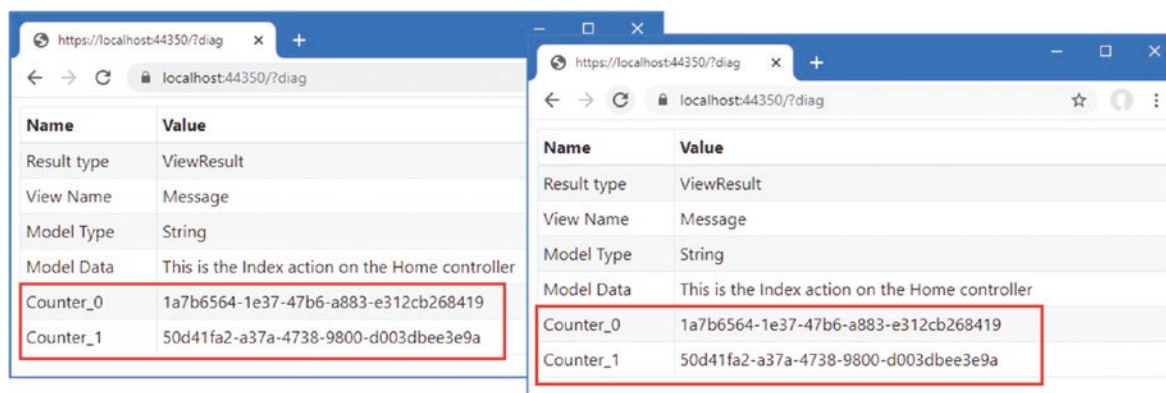 https://localhost:44350/?diag
localhost:44350/?diag
Name Value
Result type ViewResult
View Name Message
Model Type String
Model Data This is the Index action on the Home controller
Counter_0 1a7b6564-1e37-47b6-a883-e312cb268419
Counter_1 50d41fa2-a37a-4738-9800-d003dbee3e9a
https://localhost:44350/?diag
localhost:44350/?diag
Name Value
Result type ViewResult
View Name Message
Model Type String
Model Data This is the Index action on the Home controller
Counter_0 1a7b6564-1e37-47b6-a883-e312cb268419
Counter_1 50d41fa2-a37a-4738-9800-d003dbee3e9a